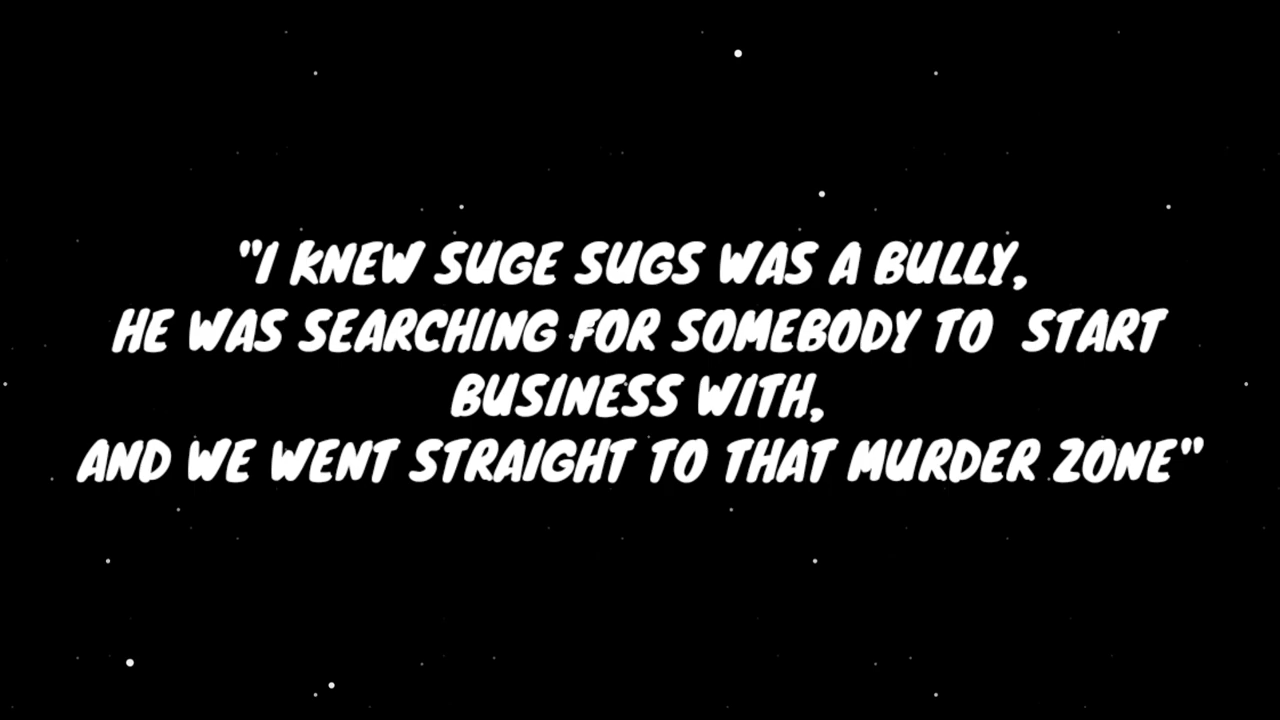 "I KNEW SUGE SUGS WAS A BULLY,
HE WAS SEARCHING FOR SOMEBODY TO  START
BUSINESS WITH,
AND WE WENT STRAIGHT TO THAT MURDER ZONE"